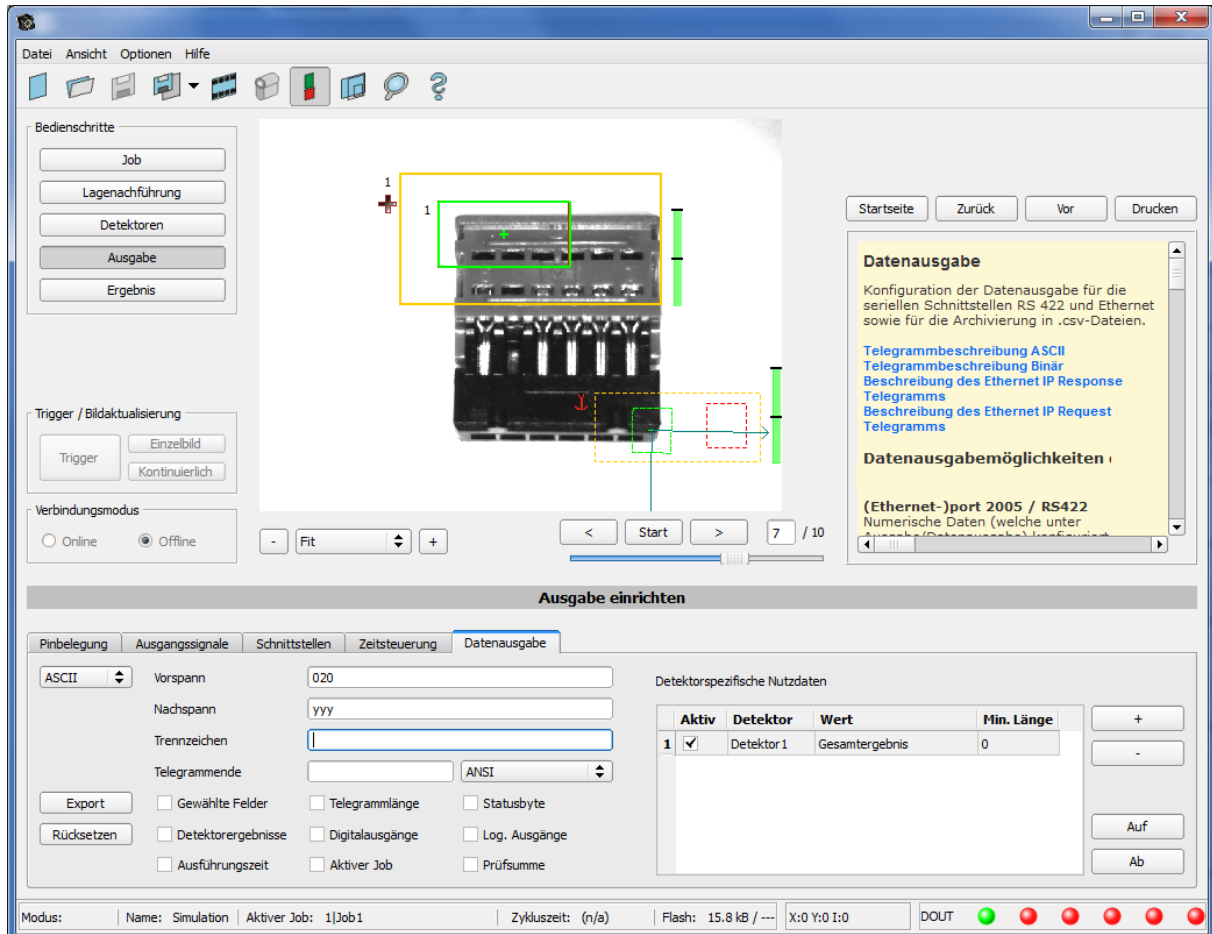 Datei Ansicht Optionen Hilfe
Bedienschritte
Job
Lagenachführung
Detektoren
Ausgabe
Ergebnis
Trigger / Bildaktualisierung
Trigger
Einzelbild
Kontinuierlich
Verbindungsmodus
Online
Offline
1
1
-
Fit
+
<
Start
>
7
/ 10
Startseite
Zurück
Vor
Drucken
Datenausgabe
Konfiguration der Datenausgabe für die
seriellen Schnittstellen RS 422 und Ethernet
sowie für die Archivierung in .csv-Dateien.
Telegrammbeschreibung ASCII
Telegrammbeschreibung Binär
Beschreibung des Ethernet IP Response
Telegramms
Beschreibung des Ethernet IP Request
Telegramms
Datenausgabemöglichkeiten
(Ethernet-)port 2005 / RS422
Numerische Daten (welche unter
Ausgabe/Datenausgabe) konfiguriert
Ausgabe einrichten
Pinbelegung
Ausgangssignale
Schnittstellen
Zeitsteuerung
Datenausgabe
ASCII
Vorspann
020
Nachspann
yyy
Trennzeichen
Telegrammende
ANSI
Export
Gewählte Felder
Telegrammlänge
Statusbyte
Rücksetzen
Detektorergebnisse
Digitalausgänge
Log. Ausgänge
Ausführungszeit
Aktiver Job
Prüfsumme
Detektorspezifische Nutzdaten
Aktiv Detektor Wert Min. Länge
1 Detektor1 Gesamtergebnis 0
+
-
Auf
Ab
Modus:
Name: Simulation
Aktiver Job: 1|Job1
Zykluszeit: (n/a)
Flash: 15.8 kB / ---
X:0 Y:0 I:0
DOUT